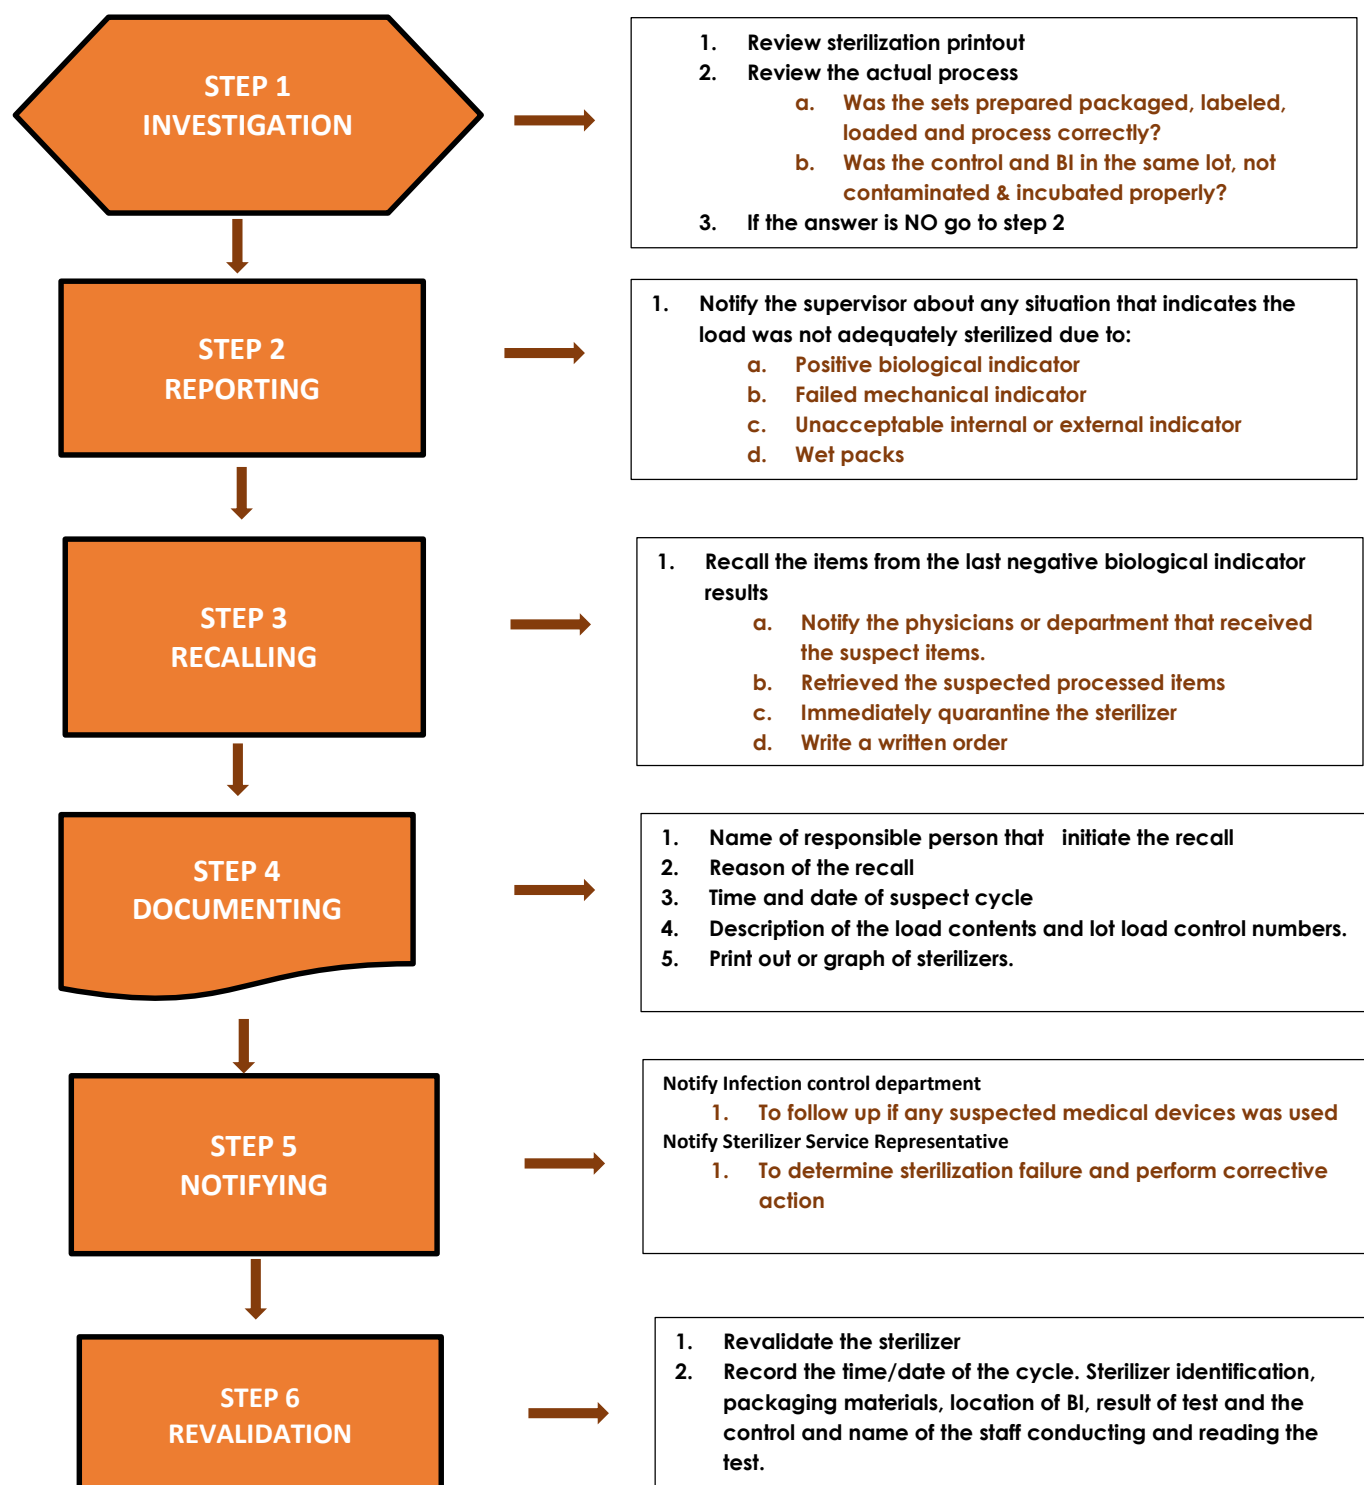 STEP 1
INVESTIGATION
1. Review sterilization printout
2. Review the actual process
a. Was the sets prepared packaged, labeled,
loaded and process correctly?
b. Was the control and BI in the same lot, not
contaminated & incubated properly?
3. If the answer is NO go to step 2
STEP 2
REPORTING
1. Notify the supervisor about any situation that indicates the
load was not adequately sterilized due to:
a. Positive biological indicator
b. Failed mechanical indicator
c. Unacceptable internal or external indicator
d. Wet packs
STEP 3
RECALLING
1. Recall the items from the last negative biological indicator
results
a. Notify the physicians or department that received
the suspect items.
b. Retrieved the suspected processed items
c. Immediately quarantine the sterilizer
d. Write a written order
STEP 4
DOCUMENTING
1. Name of responsible person that initiate the recall
2. Reason of the recall
3. Time and date of suspect cycle
4. Description of the load contents and lot load control numbers.
5. Print out or graph of sterilizers.
STEP 5
NOTIFYING
Notify Infection control department
1. To follow up if any suspected medical devices was used
Notify Sterilizer Service Representative
1. To determine sterilization failure and perform corrective
action
STEP 6
REVALIDATION
1. Revalidate the sterilizer
2. Record the time/date of the cycle. Sterilizer identification,
packaging materials, location of BI, result of test and the
control and name of the staff conducting and reading the
test.